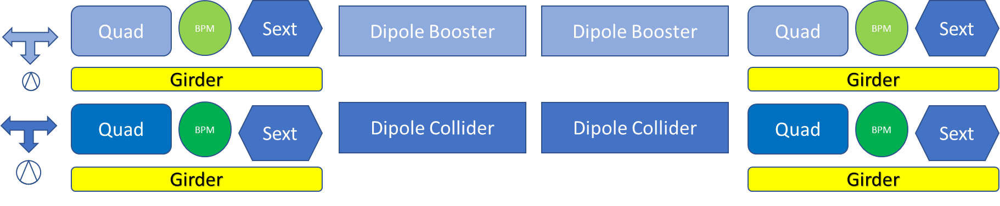 Quad BPM Sext Dipole Booster Dipole Booster Quad BPM Sext
Girder Girder
Quad BPM Sext Dipole Collider Dipole Collider Quad BPM Sext
Girder Girder